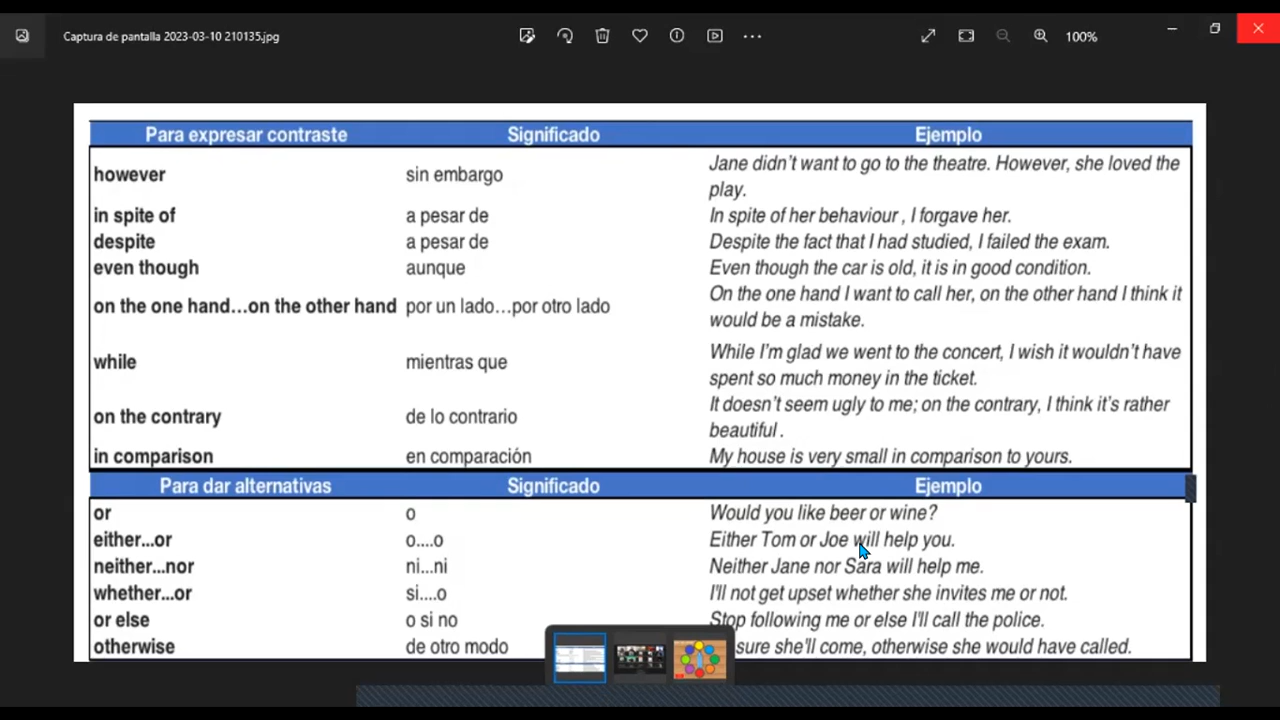 Captura de pantalla 2023-03-10 210135.jpg
100%
Para expresar contraste Significado Ejemplo
however sin embargo Jane didn't want to go to the theatre. However, she loved the
play.
in spite of a pesar de In spite of her behaviour , I forgave her.
despite a pesar de Despite the fact that I had studied, I failed the exam.
even though aunque Even though the car is old, it is in good condition.
on the one hand…on the other hand por un lado…por otro lado On the one hand I want to call her, on the other hand I think it
would be a mistake.
while mientras que While I'm glad we went to the concert, I wish it wouldn't have
spent so much money in the ticket.
on the contrary de lo contrario It doesn't seem ugly to me; on the contrary, I think it's rather
beautiful .
in comparison en comparación My house is very small in comparison to yours.
Para dar alternativas Significado Ejemplo
or o Would you like beer or wine?
either...or o....o Either Tom or Joe will help you.
neither...nor ni...ni Neither Jane nor Sara will help me.
whether...or si....o I'll not get upset whether she invites me or not.
or else o si no Stop following me or else I'll call the police.
otherwise de otro modo sure she'll come, otherwise she would have called.